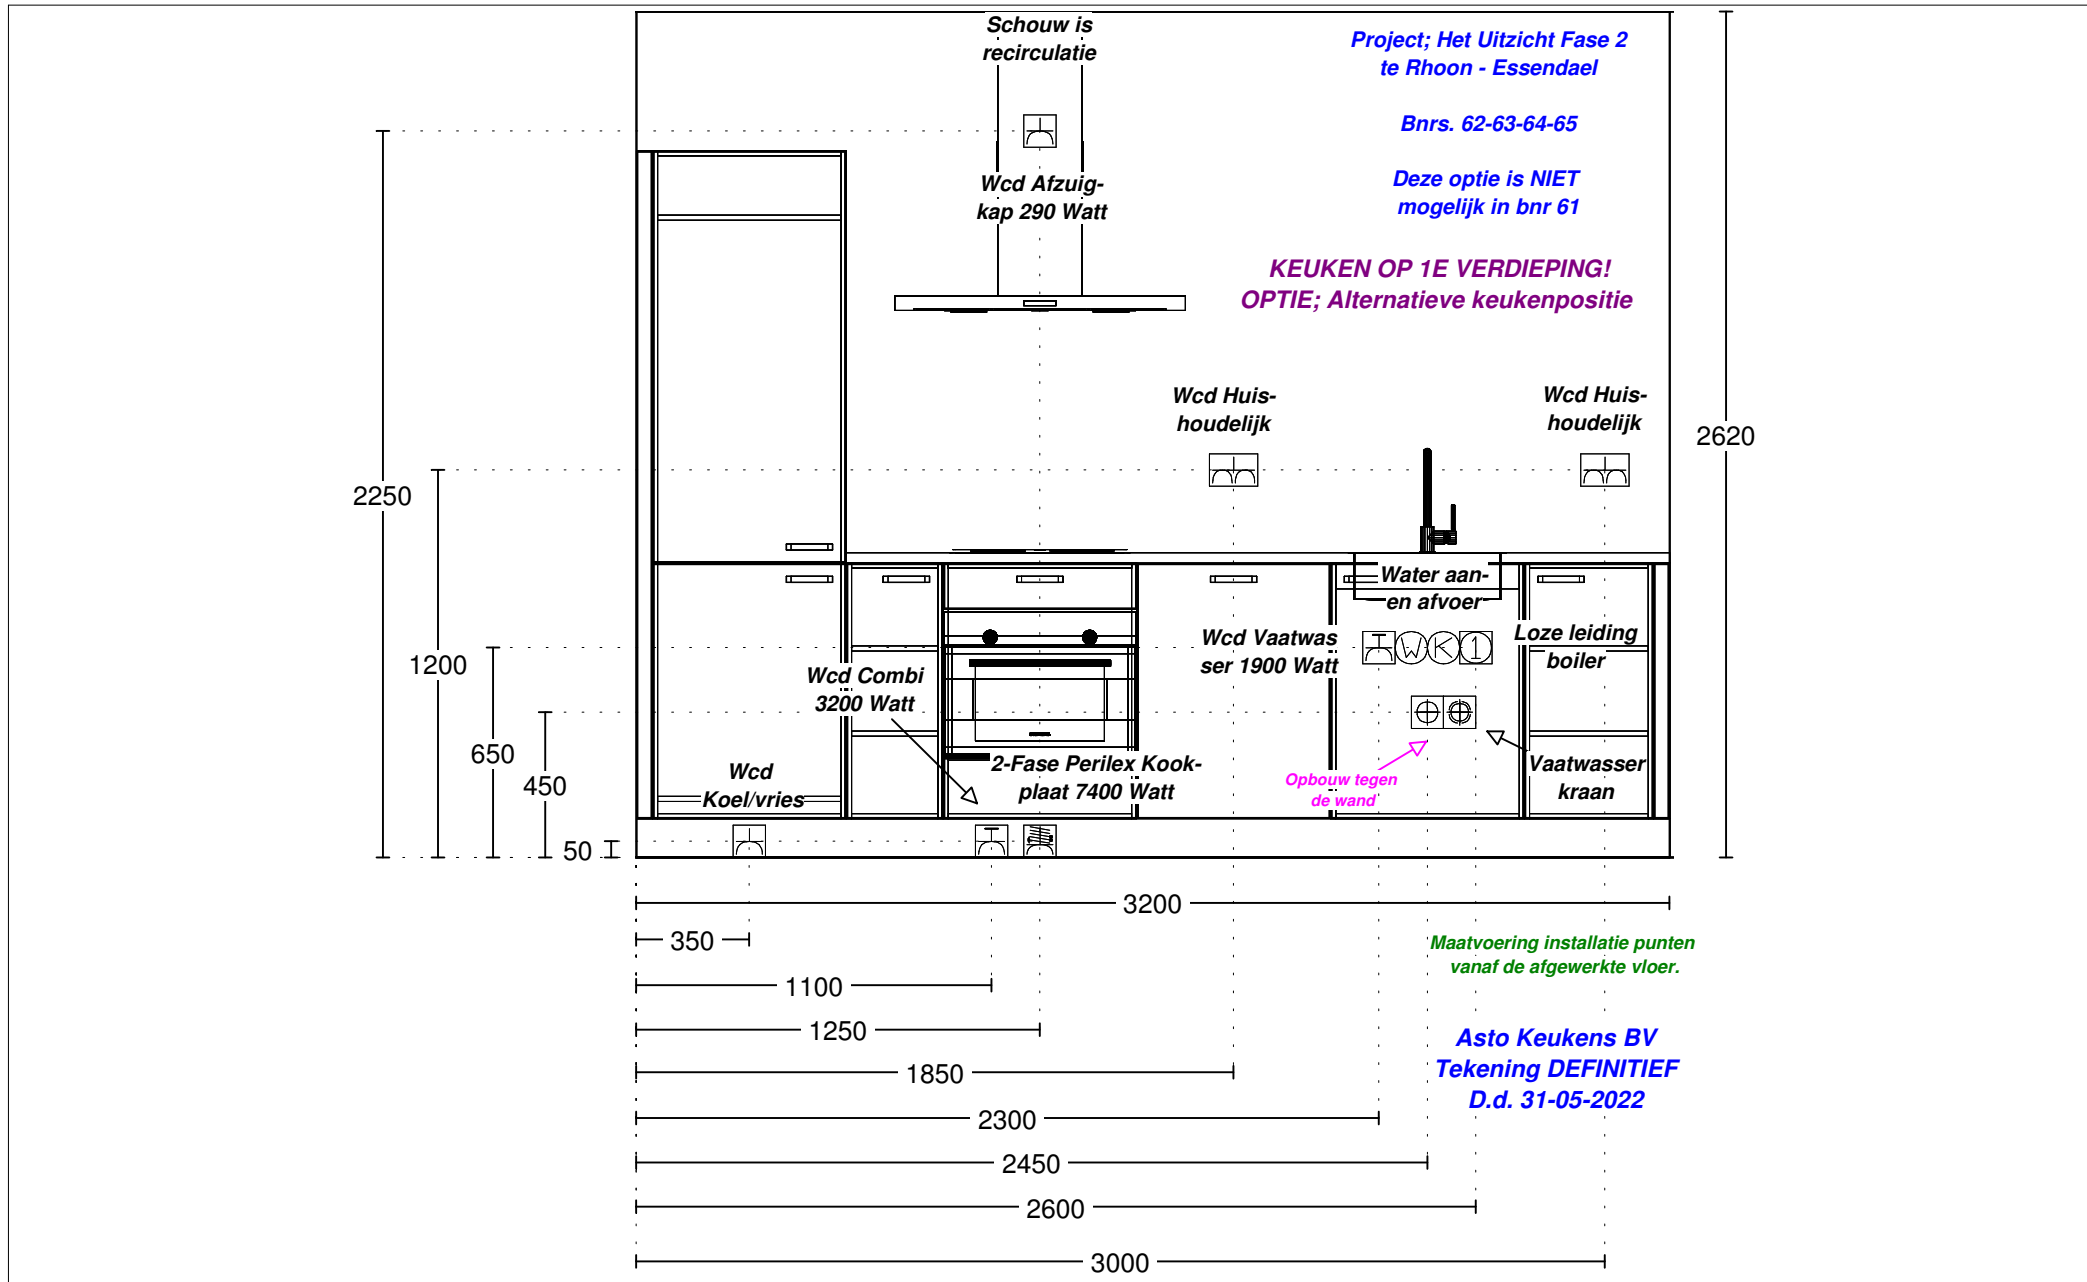 Schouw is
recirculatie
Project; Het Uitzicht Fase 2
te Rhoon - Essendael
Bnrs. 62-63-64-65
Deze optie is NIET
mogelijk in bnr 61
Wcd Afzuig-
kap 290 Watt
KEUKEN OP 1E VERDIEPING!
OPTIE; Alternatieve keukenpositie
Wcd Huis-
houdelijk
Wcd Huis-
houdelijk
2620
2250
1200
650
450
50
Water aan-
en afvoer
Wcd Vaatwas
ser 1900 Watt
W K 1
Loze leiding
boiler
Wcd Combi
3200 Watt
2-Fase Perilex Kook-
plaat 7400 Watt
Wcd
Koel/vries
Opbouw tegen
de wand
Vaatwasser
kraan
3200
350
1100
1250
1850
2300
2450
2600
3000
Maatvoering installatie punten
vanaf de afgewerkte vloer.
Asto Keukens BV
Tekening DEFINITIEF
D.d. 31-05-2022